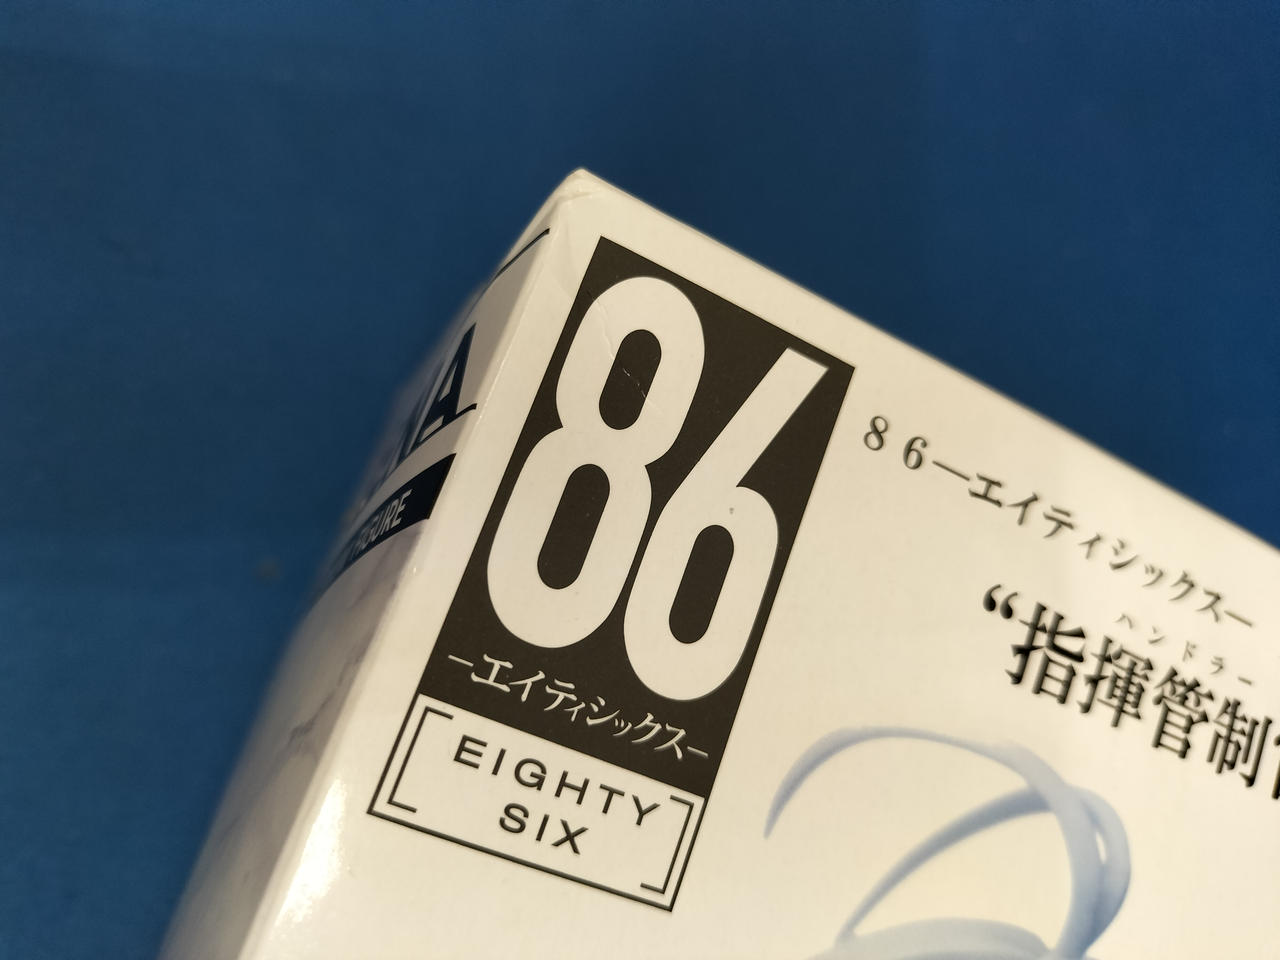 86
―エイティシックス―
EIGHTY
SIX
86―エイティシックス―
ハンドラー
“指揮管制
FIGURE